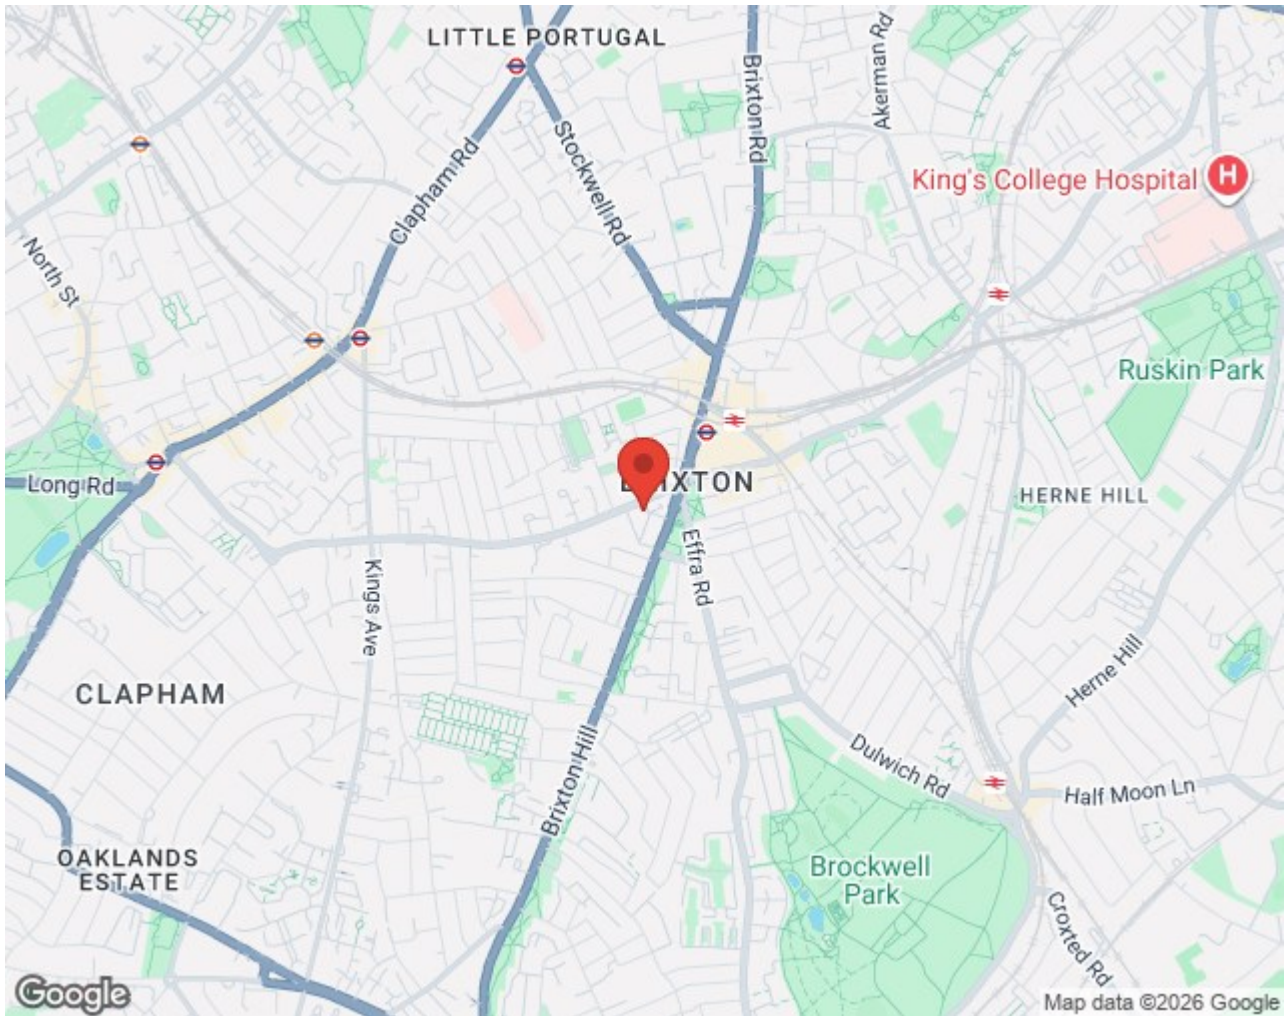 LITTLE PORTUGAL
Akerman Rd
Brixton Rd
Stockwell Rd
Clapham Rd
King's College Hospital
H
North St
Ruskin Park
Long Rd
IXTON
HERNE HILL
Effra Rd
Kings Ave
CLAPHAM
Herne Hill
Brixton Hill
Dulwich Rd
Half Moon Ln
OAKLANDS
ESTATE
Brockwell
Park
Croxted Rd
Google
Map data ©2026 Google